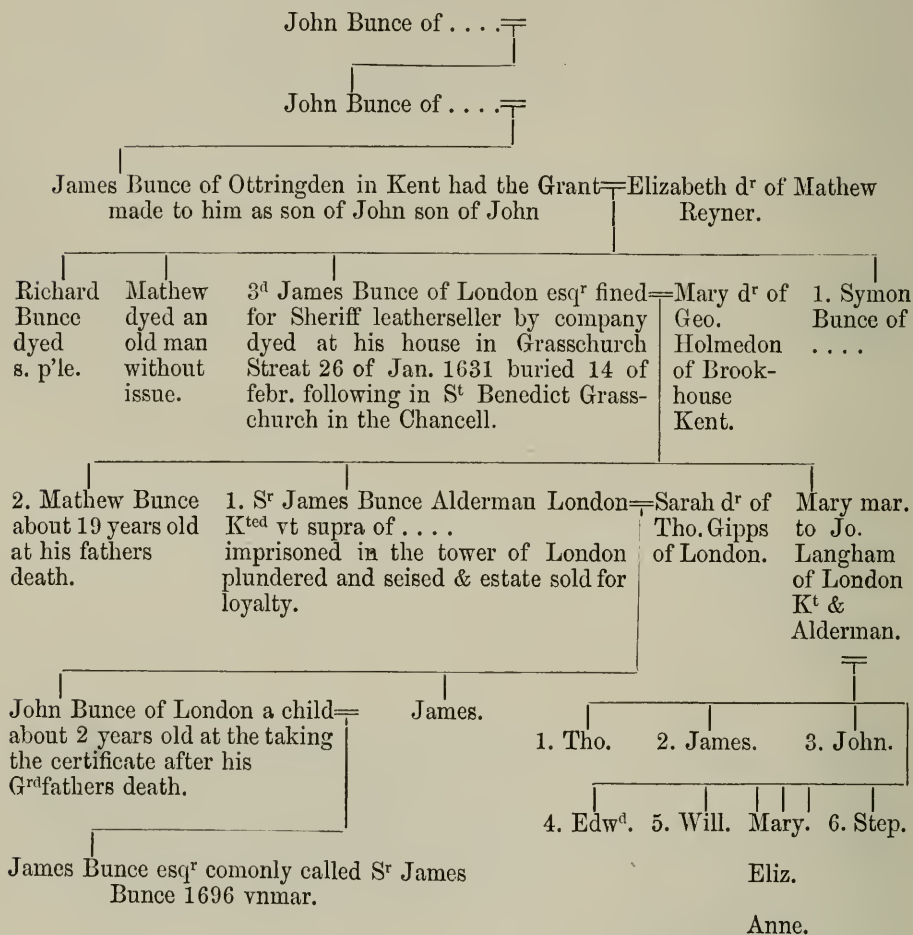 John Bunce of . . . .
John Bunce of . . . .
James Bunce of Ottringden in Kent had the Grant
made to him as son of John son of John
Elizabeth dʳ of Mathew
Reyner.
Richard
Bunce
dyed
s. p'le.
Mathew
dyed an
old man
without
issue.
3ᵈ James Bunce of London esqʳ fined
for Sheriff leatherseller by company
dyed at his house in Grasschurch
Streat 26 of Jan. 1631 buried 14 of
febr. following in Sᵗ Benedict Grass-
church in the Chancell.
Mary dʳ of
Geo.
Holmedon
of Brook-
house
Kent.
1. Symon
Bunce of
. . . .
2. Mathew Bunce
about 19 years old
at his fathers
death.
1. Sʳ James Bunce Alderman London
Kᵗᵉᵈ vt supra of . . . .
imprisoned in the tower of London
plundered and seised & estate sold for
loyalty.
Sarah dʳ of
Tho. Gipps
of London.
Mary mar.
to Jo.
Langham
of London
Kᵗ &
Alderman.
John Bunce of London a child
about 2 years old at the taking
the certificate after his
Gʳᵈfathers death.
James.
1. Tho. 2. James. 3. John.
4. Edwᵈ. 5. Will. Mary. 6. Step.
Eliz.
Anne.
James Bunce esqʳ comonly called Sʳ James
Bunce 1696 vnmar.